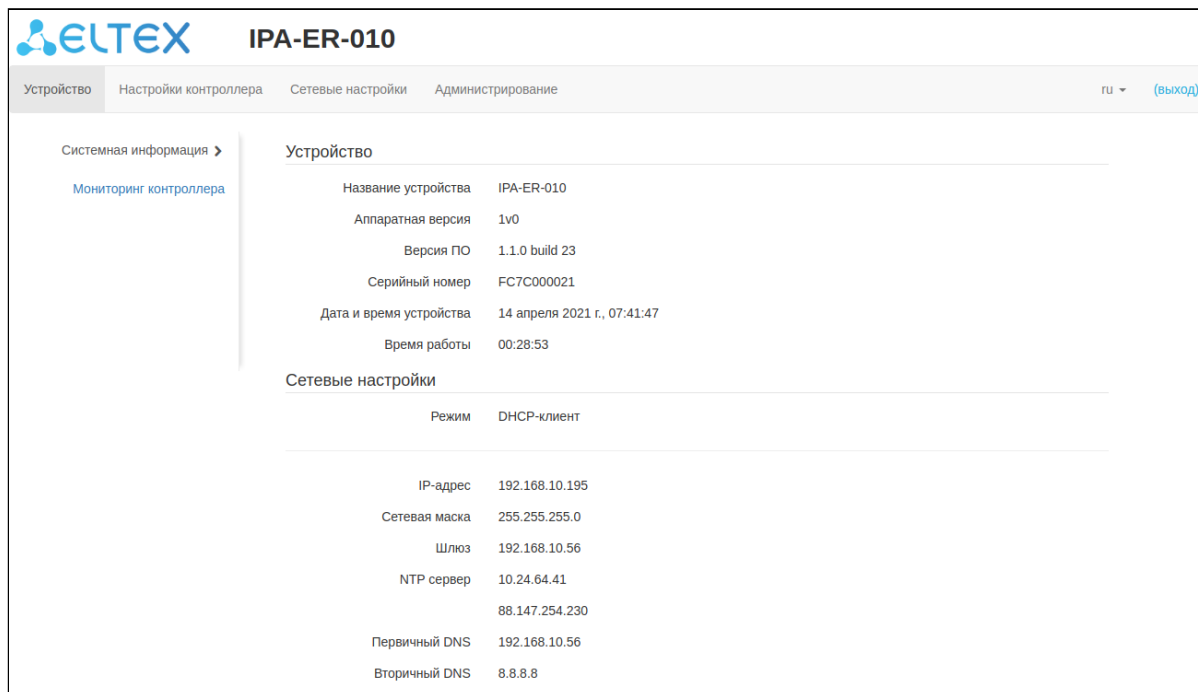 ELTEX IPA-ER-010
Устройство Настройки контроллера Сетевые настройки Администрирование ru (выход)
Системная информация
Мониторинг контроллера
Устройство
Название устройства IPA-ER-010
Аппаратная версия 1v0
Версия ПО 1.1.0 build 23
Серийный номер FC7C000021
Дата и время устройства 14 апреля 2021 г., 07:41:47
Время работы 00:28:53
Сетевые настройки
Режим DHCP-клиент
IP-адрес 192.168.10.195
Сетевая маска 255.255.255.0
Шлюз 192.168.10.56
NTP сервер 10.24.64.41
88.147.254.230
Первичный DNS 192.168.10.56
Вторичный DNS 8.8.8.8